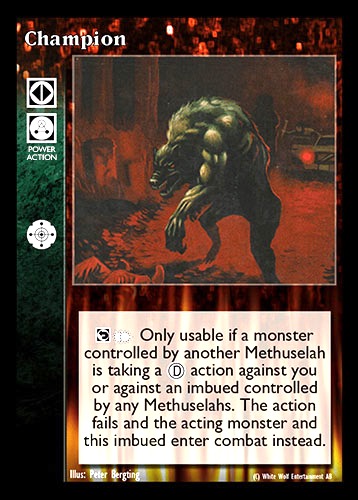 Champion
POWER
ACTION
Only usable if a monster
controlled by another Methuselah
is taking a Ⓓ action against you
or against an imbued controlled
by any Methuselahs. The action
fails and the acting monster and
this imbued enter combat instead.
Illus: Peter Bergting
(C) White Wolf Entertainment AB